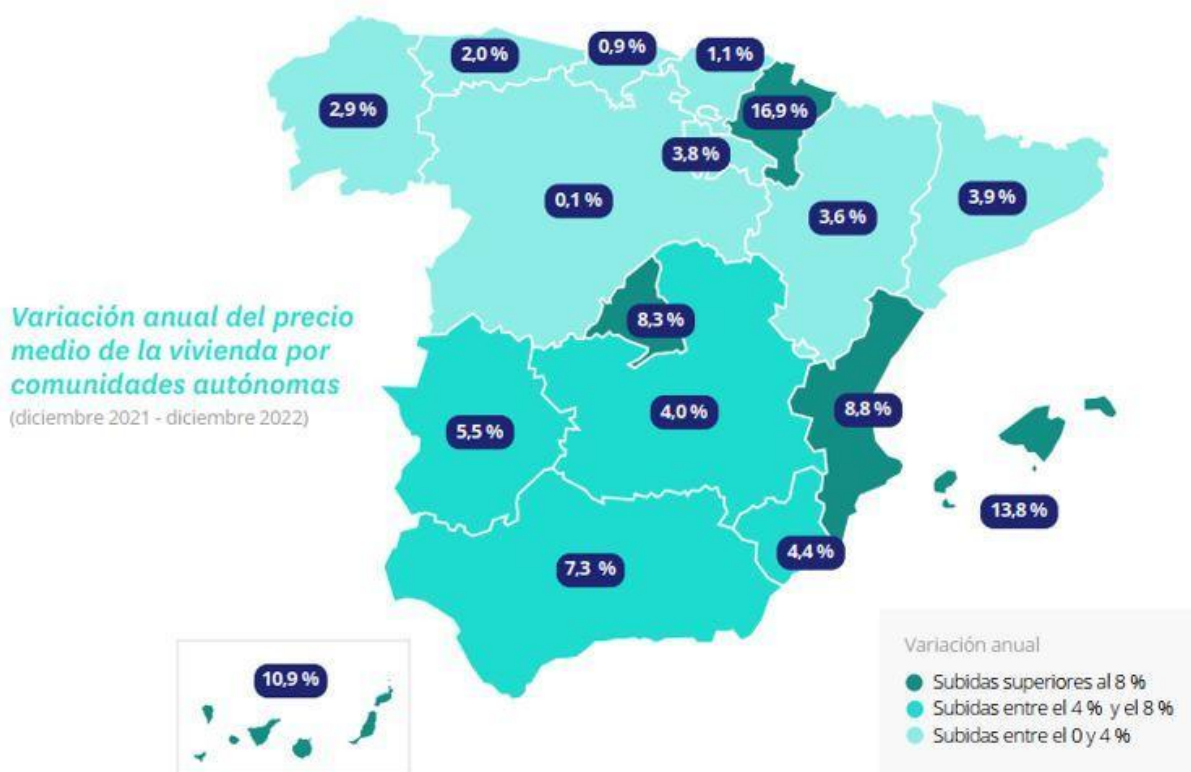 2,0 %
0,9 %
1,1 %
2,9 %
16,9 %
3,8 %
0,1 %
3,6 %
3,9 %
Variación anual del precio
medio de la vivienda por
comunidades autónomas
(diciembre 2021 - diciembre 2022)
8,3 %
5,5 %
4,0 %
8,8 %
13,8 %
7,3 %
4,4 %
10,9 %
Variación anual
Subidas superiores al 8 %
Subidas entre el 4 % y el 8 %
Subidas entre el 0 y 4 %